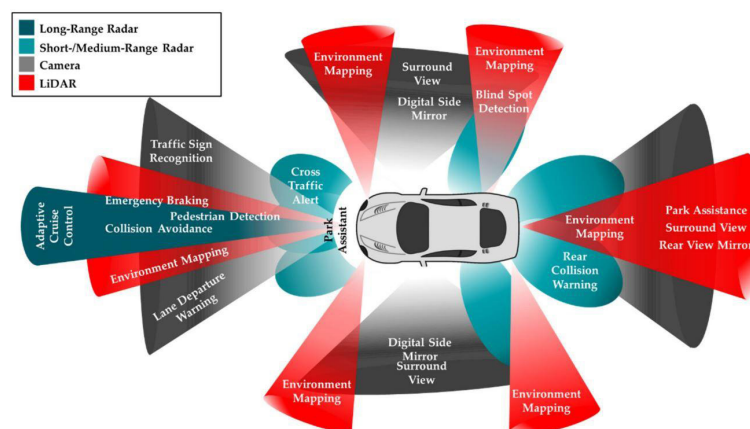 Long-Range Radar
Short-/Medium-Range Radar
Camera
LiDAR
Environment
Mapping
Surround
View
Digital Side
Mirror
Environment
Mapping
Blind Spot
Detection
Traffic Sign
Recognition
Cross
Traffic
Alert
Adaptive
Cruise
Control
Emergency Braking
Pedestrian Detection
Collision Avoidance
Park
Assistant
Environment Mapping
Lane Departure
Warning
Environment
Mapping
Park Assistance
Surround View
Rear View Mirror
Rear
Collision
Warning
Environment
Mapping
Digital Side
Mirror
Surround
View
Environment
Mapping